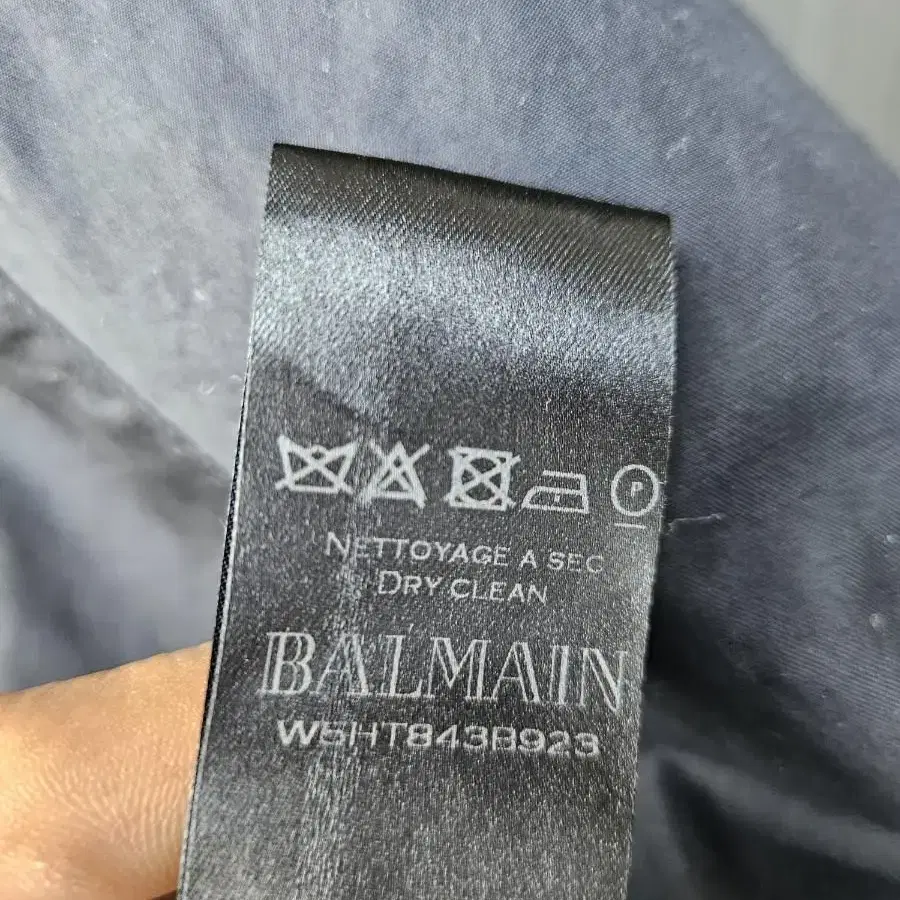 P
NETTOYAGE A SEC
DRY CLEAN
BALMAIN
W5HT843B923